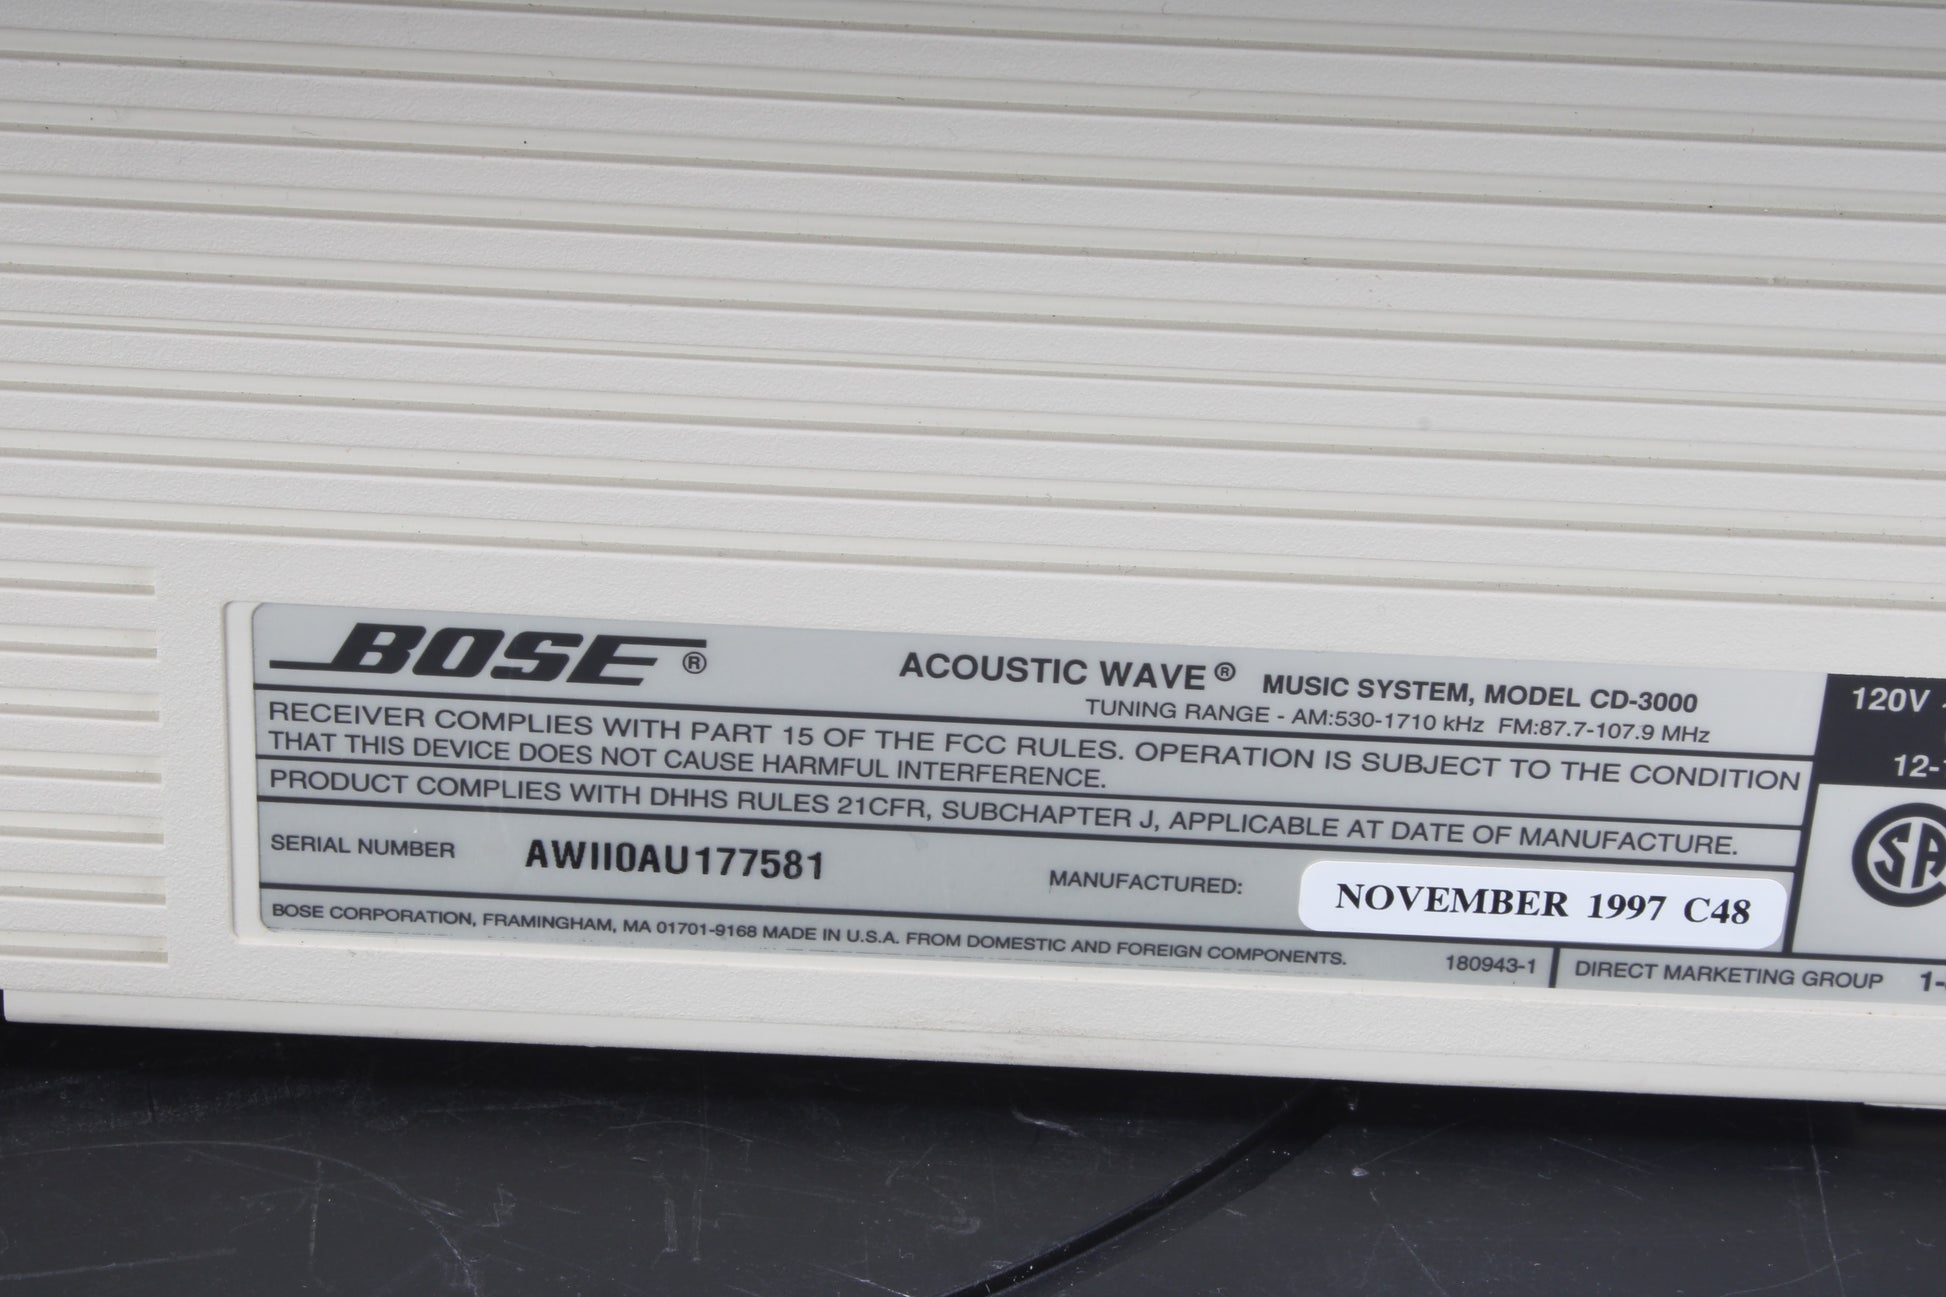 BOSE®
ACOUSTIC WAVE® MUSIC SYSTEM, MODEL CD-3000
TUNING RANGE - AM:530-1710 kHz FM:87.7-107.9 MHz
RECEIVER COMPLIES WITH PART 15 OF THE FCC RULES. OPERATION IS SUBJECT TO THE CONDITION
THAT THIS DEVICE DOES NOT CAUSE HARMFUL INTERFERENCE.
PRODUCT COMPLIES WITH DHHS RULES 21CFR, SUBCHAPTER J, APPLICABLE AT DATE OF MANUFACTURE.
SERIAL NUMBER AW110AU177581
MANUFACTURED: NOVEMBER 1997 C48
BOSE CORPORATION, FRAMINGHAM, MA 01701-9168 MADE IN U.S.A. FROM DOMESTIC AND FOREIGN COMPONENTS.
180943-1
DIRECT MARKETING GROUP 1-
120V
12-
SA